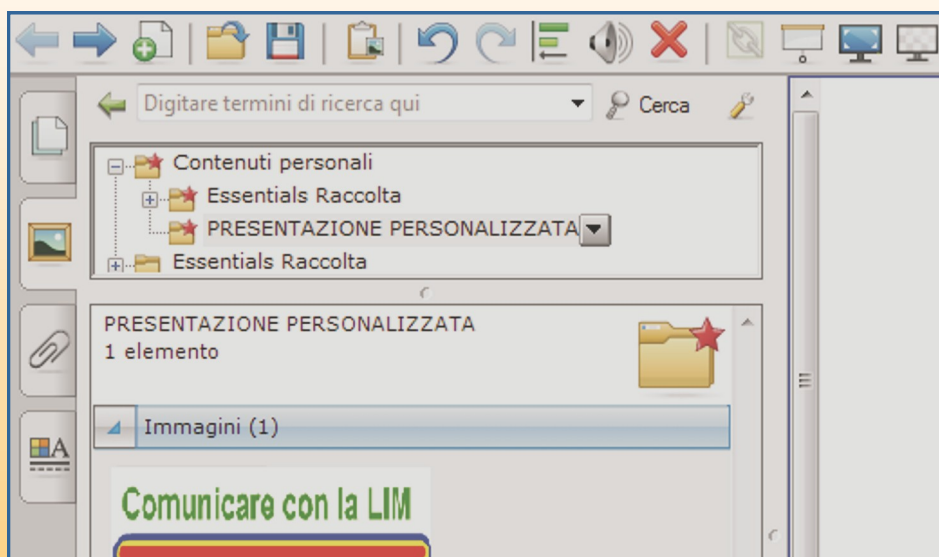 Digitare termini di ricerca qui
Cerca
Contenuti personali
Essentials Raccolta
PRESENTAZIONE PERSONALIZZATA
Essentials Raccolta
PRESENTAZIONE PERSONALIZZATA
1 elemento
Immagini (1)
Comunicare con la LIM
A